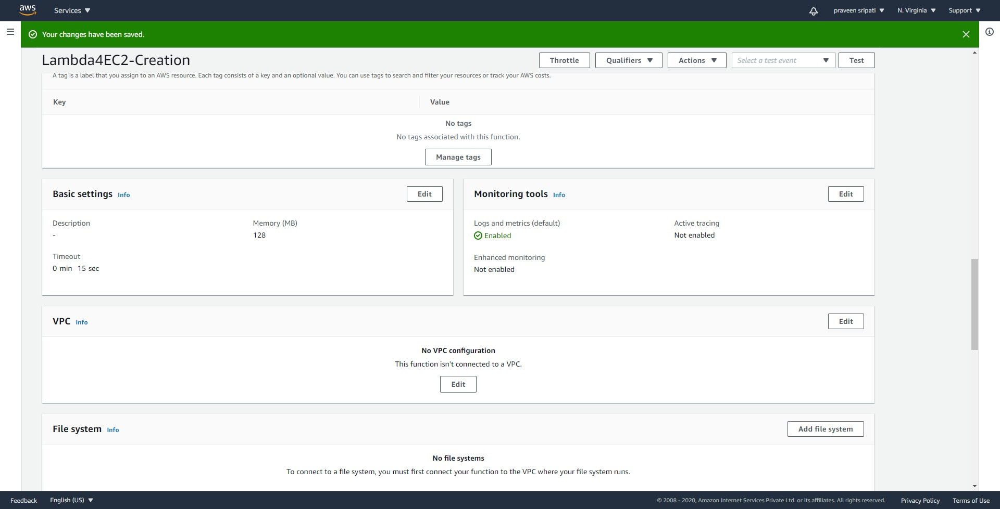 aws Services praveen sripati N. Virginia Support
Your changes have been saved.
Lambda4EC2-Creation
Throttle Qualifiers Actions Select a test event Test
A tag is a label that you assign to an AWS resource. Each tag consists of a key and an optional value. You can use tags to search and filter your resources or track your AWS costs.
Key Value
No tags
No tags associated with this function.
Manage tags
Basic settings Info Edit
Description Memory (MB)
- 128
Timeout
0 min 15 sec
Monitoring tools Info Edit
Logs and metrics (default) Active tracing
Enabled Not enabled
Enhanced monitoring
Not enabled
VPC Info Edit
No VPC configuration
This function isn't connected to a VPC.
Edit
File system Info Add file system
No file systems
To connect to a file system, you must first connect your function to the VPC where your file system runs.
Feedback English (US) © 2008 - 2020, Amazon Internet Services Private Ltd. or its affiliates. All rights reserved. Privacy Policy Terms of Use